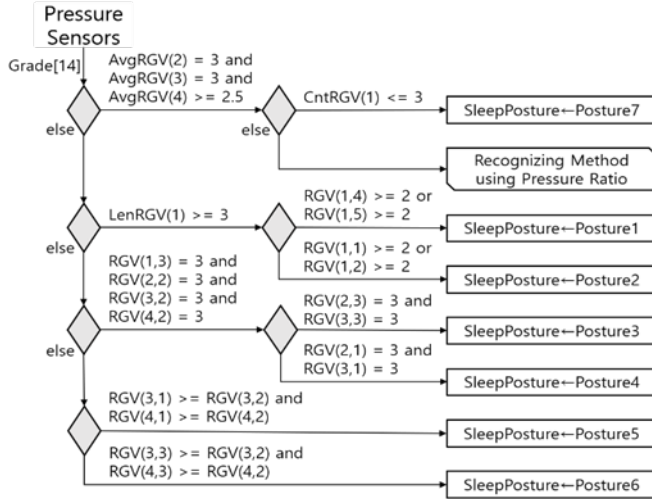 Pressure
Sensors
Grade[14]
AvgRGV(2) = 3 and
AvgRGV(3) = 3 and
AvgRGV(4) >= 2.5
CntRGV(1) <= 3
SleepPosture←Posture7
else
else
Recognizing Method
using Pressure Ratio
LenRGV(1) >= 3
RGV(1,4) >= 2 or
RGV(1,5) >= 2
SleepPosture←Posture1
else
RGV(1,1) >= 2 or
RGV(1,2) >= 2
SleepPosture←Posture2
RGV(1,3) = 3 and
RGV(2,2) = 3 and
RGV(3,2) = 3 and
RGV(4,2) = 3
RGV(2,3) = 3 and
RGV(3,3) = 3
SleepPosture←Posture3
else
RGV(2,1) = 3 and
RGV(3,1) = 3
SleepPosture←Posture4
RGV(3,1) >= RGV(3,2) and
RGV(4,1) >= RGV(4,2)
SleepPosture←Posture5
RGV(3,3) >= RGV(3,2) and
RGV(4,3) >= RGV(4,2)
SleepPosture←Posture6